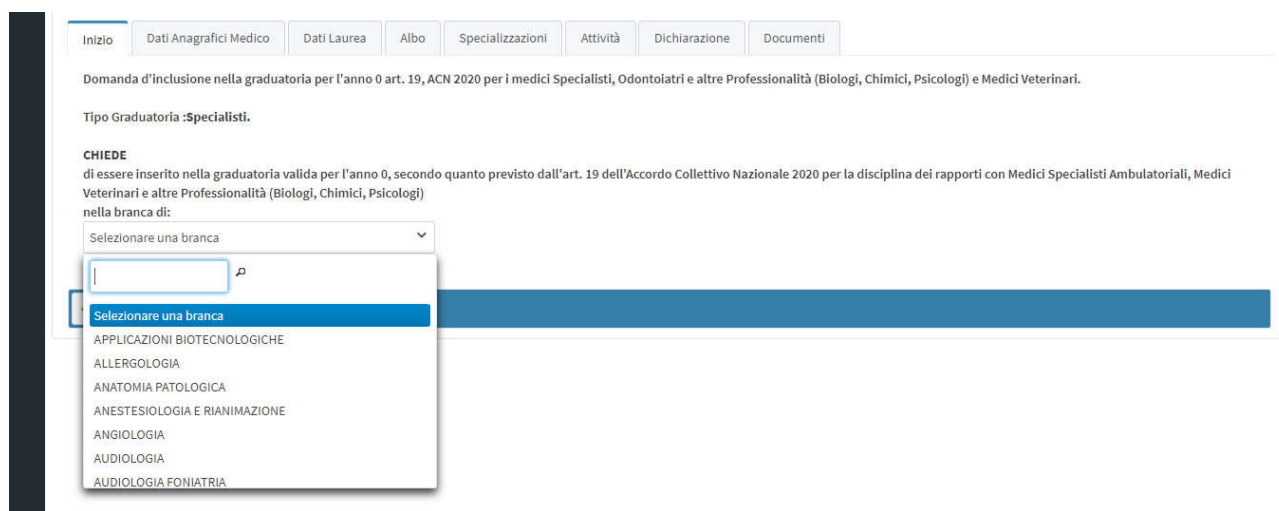 Inizio Dati Anagrafici Medico Dati Laurea Albo Specializzazioni Attività Dichiarazione Documenti
Domanda d'inclusione nella graduatoria per l'anno 0 art. 19, ACN 2020 per i medici Specialisti, Odontoiatri e altre Professionalità (Biologi, Chimici, Psicologi) e Medici Veterinari.
Tipo Graduatoria :Specialisti.
CHIEDE
di essere inserito nella graduatoria valida per l'anno 0, secondo quanto previsto dall'art. 19 dell'Accordo Collettivo Nazionale 2020 per la disciplina dei rapporti con Medici Specialisti Ambulatoriali, Medici
Veterinari e altre Professionalità (Biologi, Chimici, Psicologi)
nella branca di:
Selezionare una branca
Selezionare una branca
APPLICAZIONI BIOTECNOLOGICHE
ALLERGOLOGIA
ANATOMIA PATOLOGICA
ANESTESIOLOGIA E RIANIMAZIONE
ANGIOLOGIA
AUDIOLOGIA
AUDIOLOGIA FONIATRIA